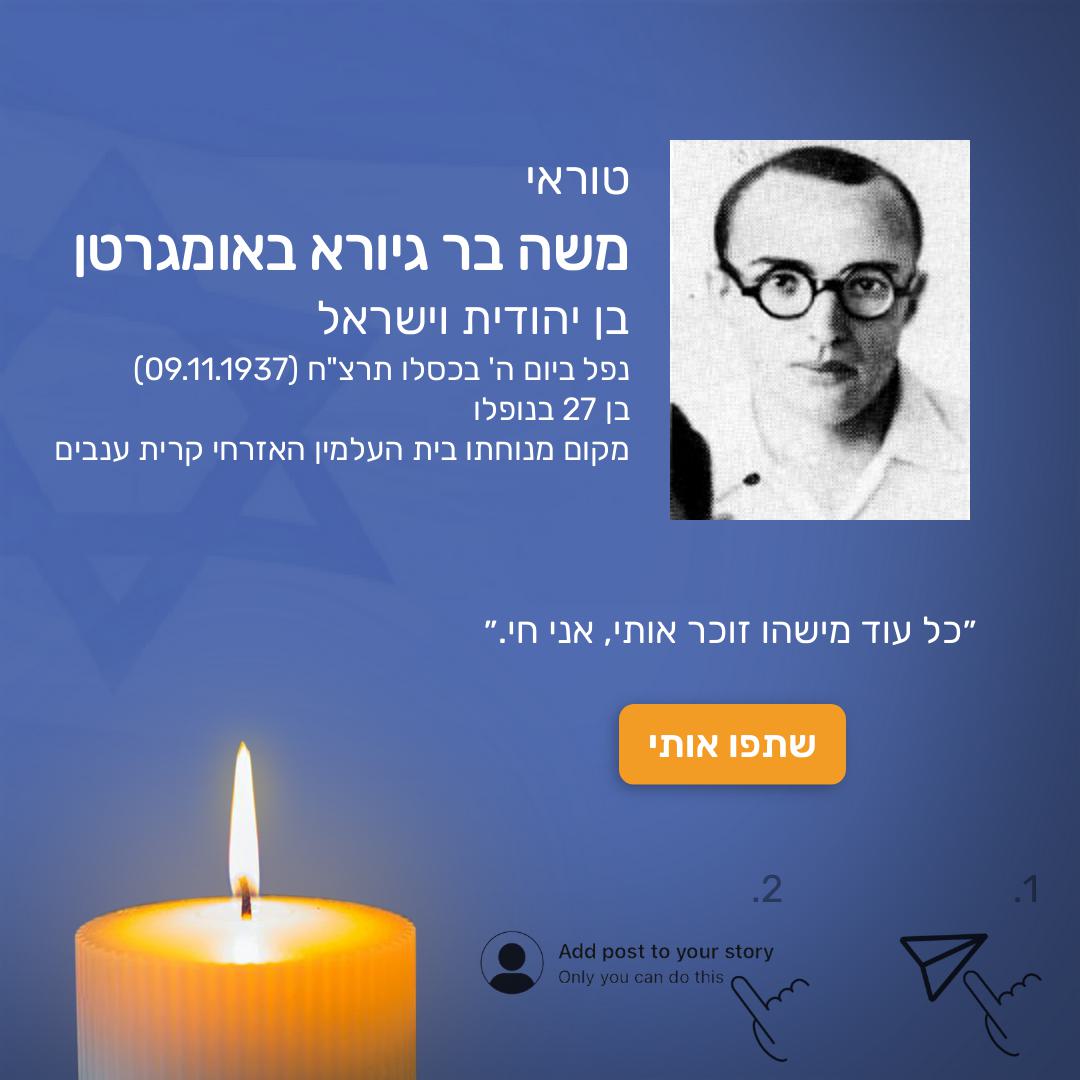 טוראי
משה בר גיורא באומגרטן
בן יהודית וישראל
נפל ביום ה' בכסלו תרצ"ח (09.11.1937)
בן 27 בנופלו
מקום מנוחתו בית העלמין האזרחי קרית ענבים
״כל עוד מישהו זוכר אותי, אני חי.״
שתפו אותי
1.
2.
Add post to your story
Only you can do this